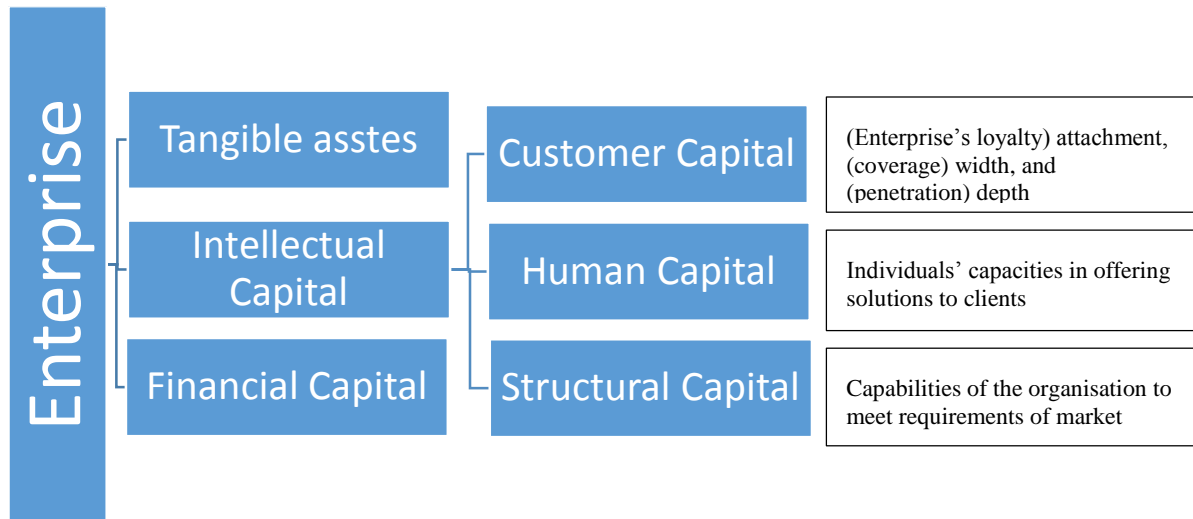 Enterprise
Tangible asstes
Intellectual
Capital
Financial Capital
Customer Capital
Human Capital
Structural Capital
(Enterprise’s loyalty) attachment,
(coverage) width, and
(penetration) depth
Individuals’ capacities in offering
solutions to clients
Capabilities of the organisation to
meet requirements of market